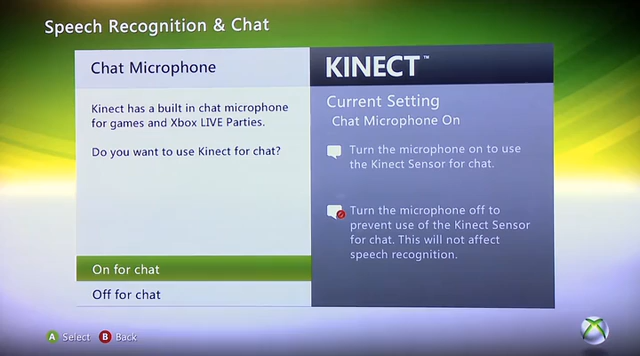 Speech Recognition & Chat
Chat Microphone
Kinect has a built in chat microphone
for games and Xbox LIVE Parties.
Do you want to use Kinect for chat?
On for chat
Off for chat
KINECT™
Current Setting
Chat Microphone On
Turn the microphone on to use
the Kinect Sensor for chat.
Turn the microphone off to
prevent use of the Kinect Sensor
for chat. This will not affect
speech recognition.
A Select B Back